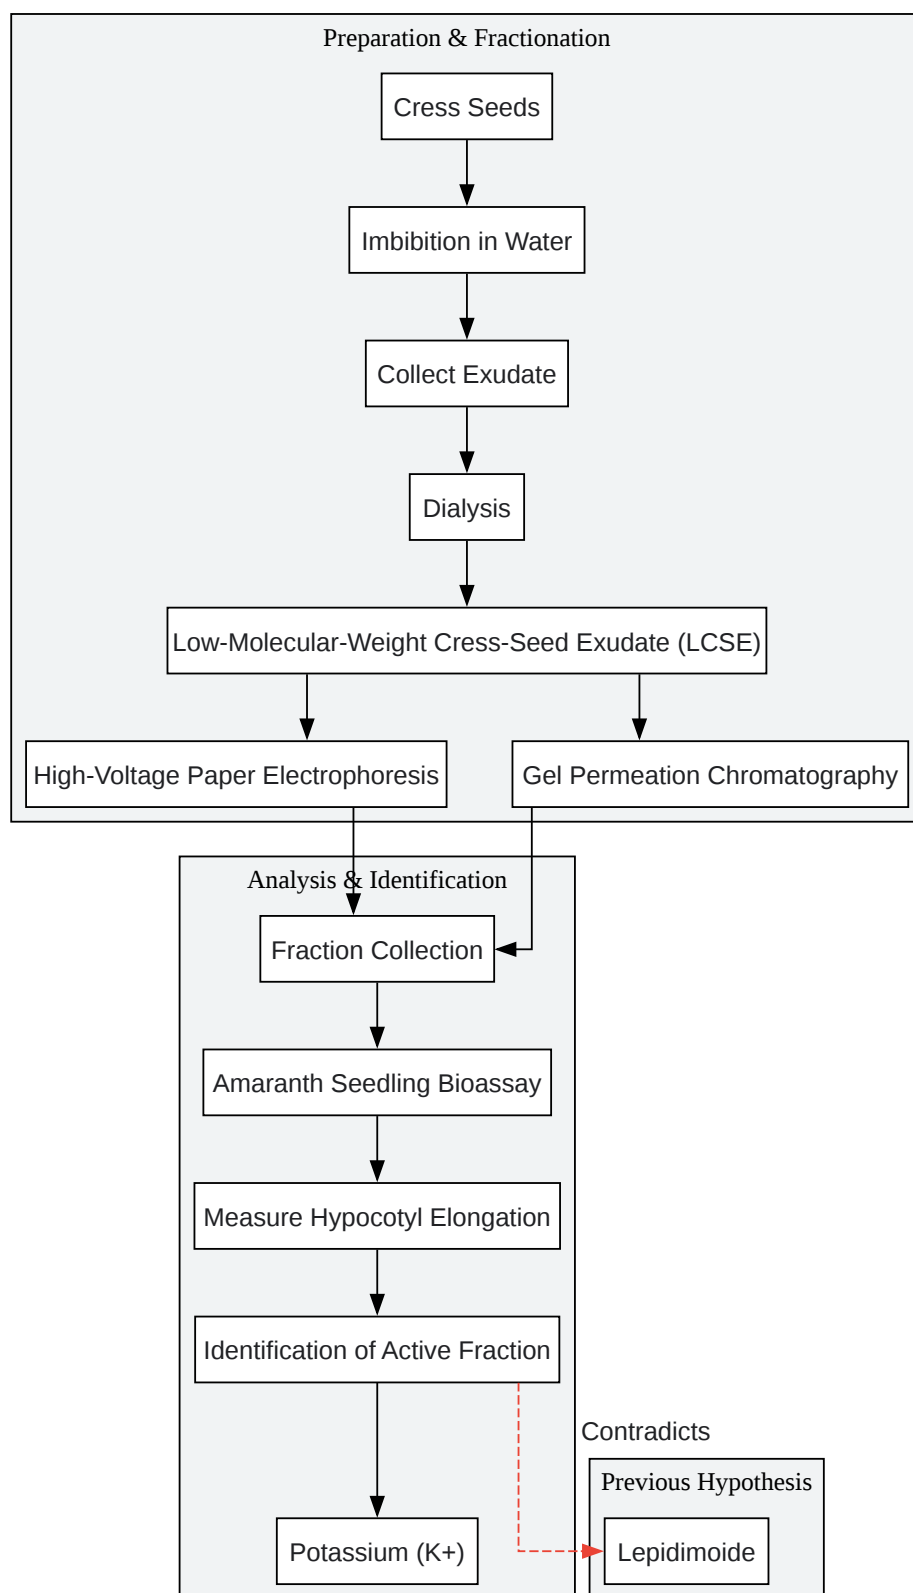 Preparation & Fractionation
Cress Seeds
Imbibition in Water
Collect Exudate
Dialysis
Low-Molecular-Weight Cress-Seed Exudate (LCSE)
High-Voltage Paper Electrophoresis
Gel Permeation Chromatography
Analysis & Identification
Fraction Collection
Amaranth Seedling Bioassay
Measure Hypocotyl Elongation
Identification of Active Fraction
Contradicts
Previous Hypothesis
Potassium (K+)
Lepidimoide